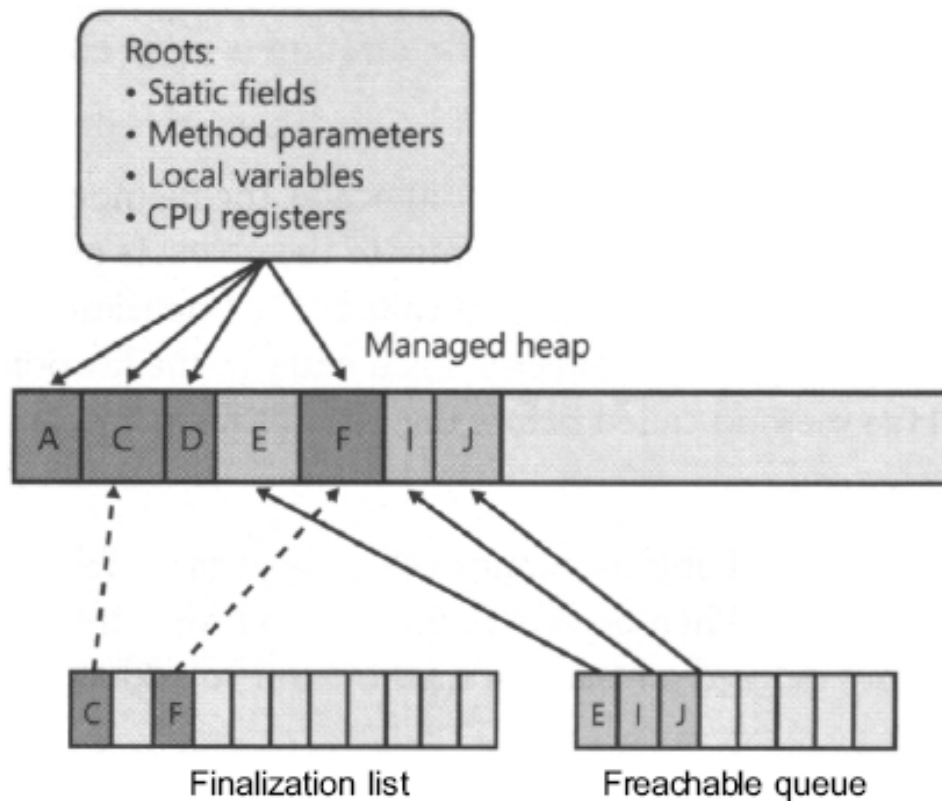 Roots:
• Static fields
• Method parameters
• Local variables
• CPU registers
Managed heap
A C D E F I J
C F E I J
Finalization list Freachable queue